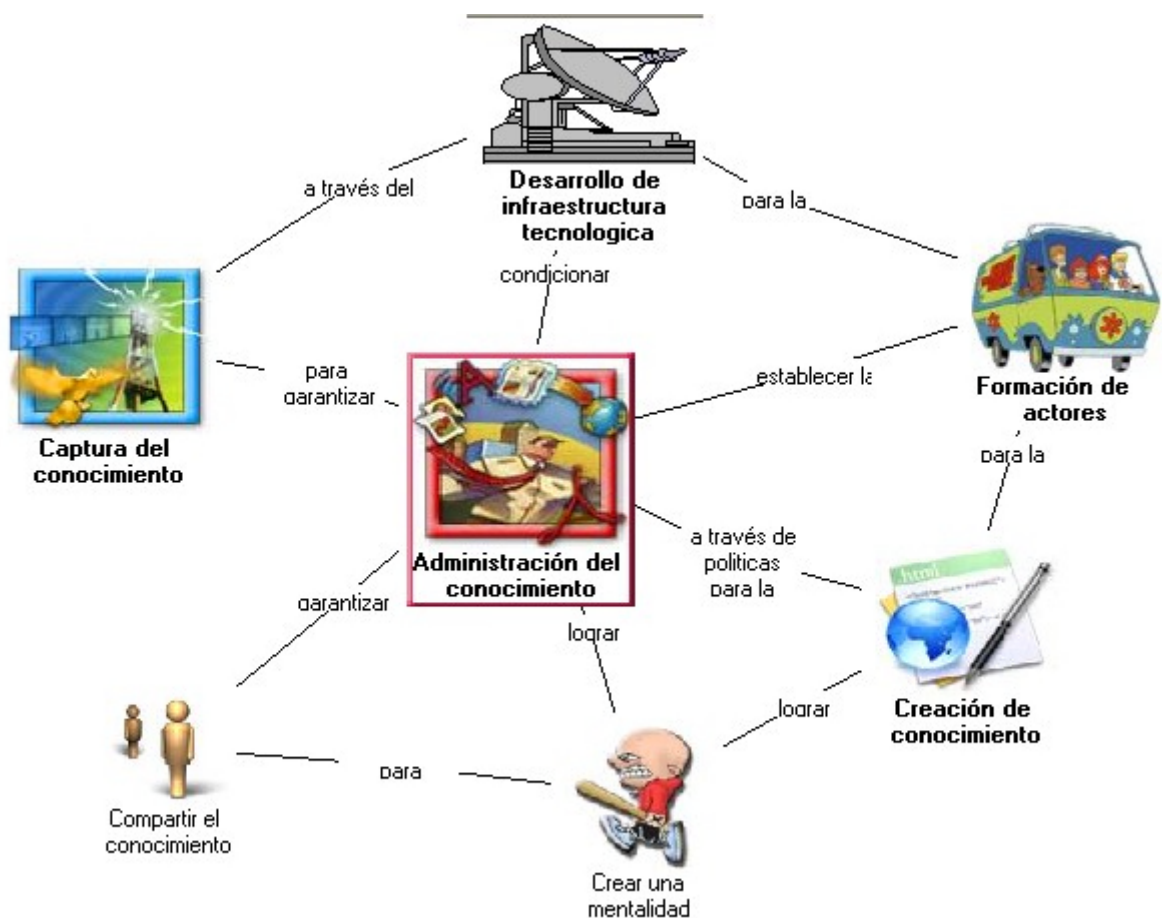 a través del
Desarrollo de
infraestructura
tecnologica
para la
condicionar
Captura del
conocimiento
para
garantizar
establecer la
Formación de
actores
para la
Administración del
conocimiento
a través de
politicas
para la
.html
garantizar
lograr
Creación de
conocimiento
lograr
para
Compartir el
conocimiento
Crear una
mentalidad